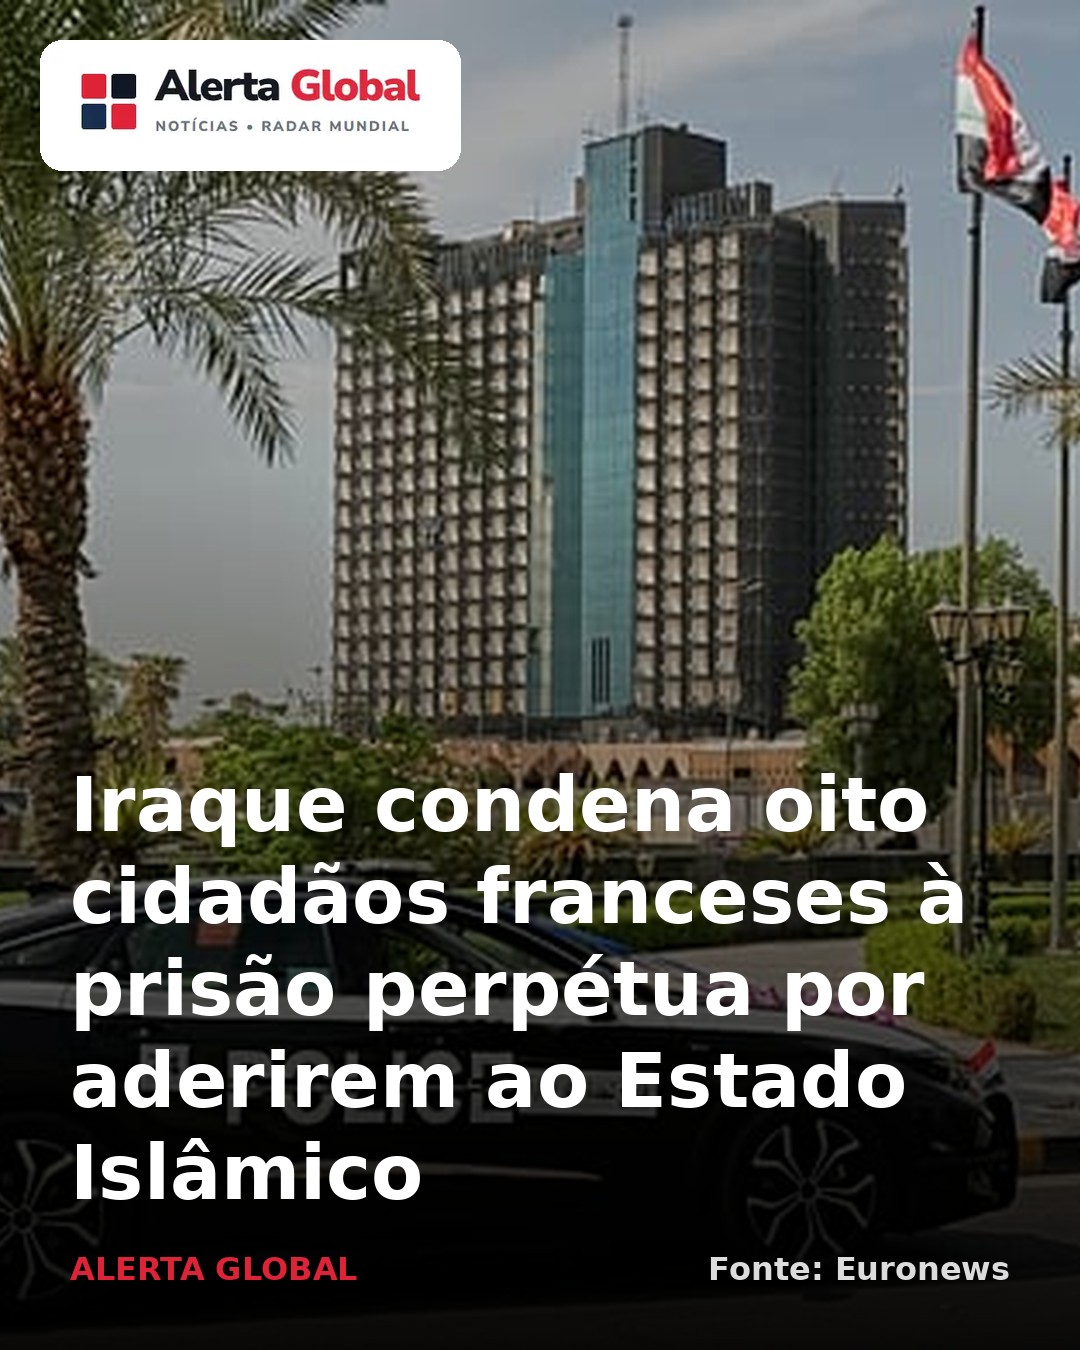 Alerta Global
NOTÍCIAS • RADAR MUNDIAL
Iraque condena oito
cidadãos franceses à
prisão perpétua por
aderirem ao Estado
Islâmico
POLICE
ALERTA GLOBAL
Fonte: Euronews